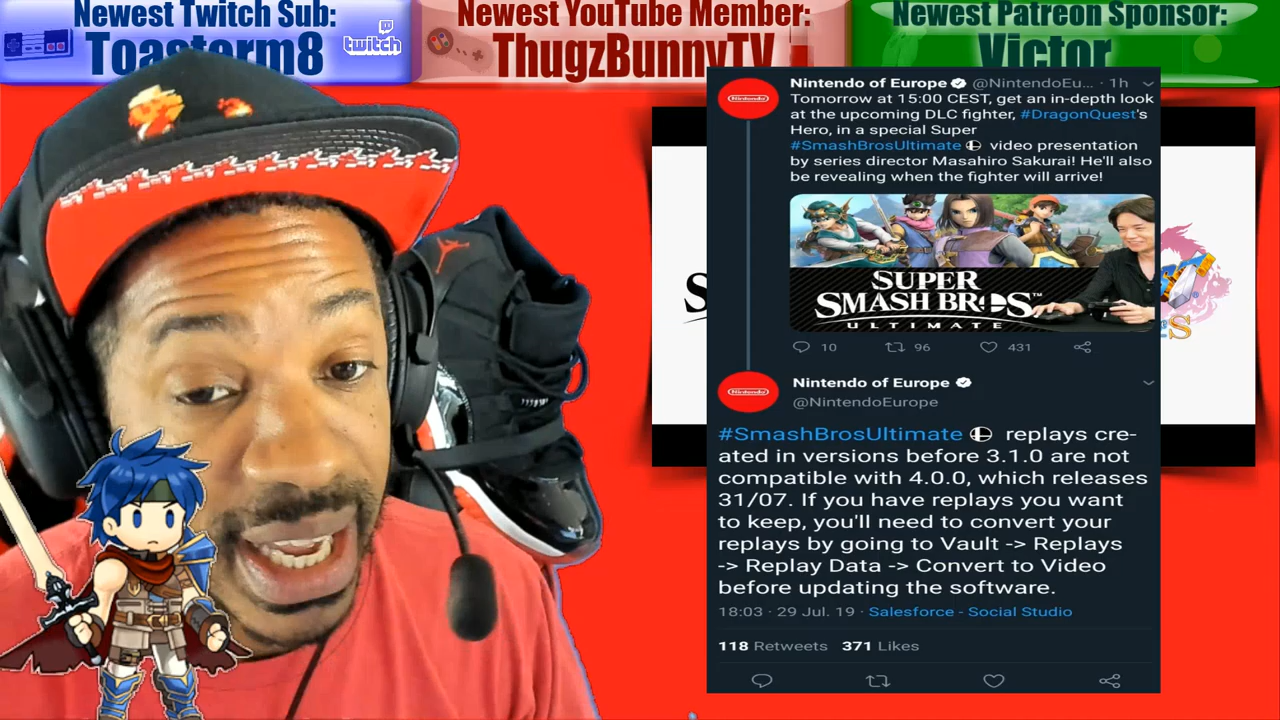 Newest Twitch Sub:
Toastorm8
twitch
Newest YouTube Member:
ThugzBunnyTV
Newest Patreon Sponsor:
Victor
Nintendo of Europe @NintendoEu... · 1h
Nintendo
Tomorrow at 15:00 CEST, get an in-depth look
at the upcoming DLC fighter, #DragonQuest's
Hero, in a special Super
#SmashBrosUltimate video presentation
by series director Masahiro Sakurai! He'll also
be revealing when the fighter will arrive!
SUPER
SMASH BROS™
ULTIMATE
10 96 431
Nintendo of Europe
Nintendo
@NintendoEurope
#SmashBrosUltimate replays cre-
ated in versions before 3.1.0 are not
compatible with 4.0.0, which releases
31/07. If you have replays you want
to keep, you'll need to convert your
replays by going to Vault -> Replays
-> Replay Data -> Convert to Video
before updating the software.
18:03 · 29 Jul. 19 · Salesforce - Social Studio
118 Retweets 371 Likes